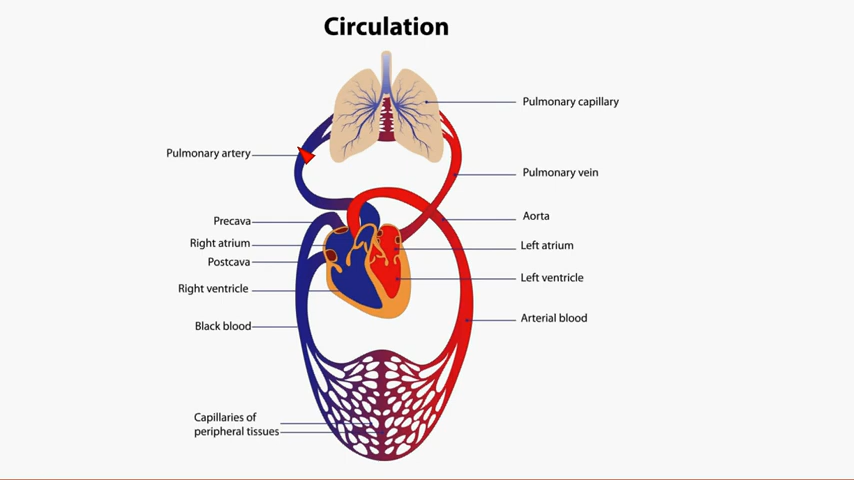 Circulation
Pulmonary capillary
Pulmonary artery
Pulmonary vein
Precava
Aorta
Right atrium
Left atrium
Postcava
Left ventricle
Right ventricle
Arterial blood
Black blood
Capillaries of
peripheral tissues